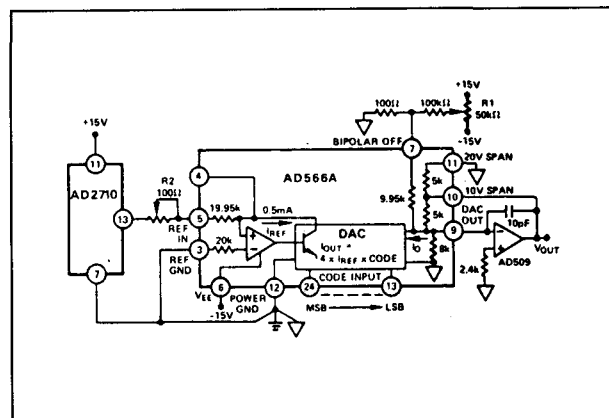 +15V
100Ω
100kΩ
R1
50kΩ
-15V
+15V
BIPOLAR OFF
7
11
20V SPAN
11
4
AD566A
5k
10
10V SPAN
AD2710
R2
100Ω
9.95k
5k
DAC
OUT
10pF
13
5
19.95k
0.5mA
REF
IN
IREF
DAC
IO
9
8k
VOUT
3
20k
IOUT =
4 x IREF x CODE
AD509
REF
GND
2.4k
7
CODE INPUT
VEE
6
POWER
GND
12
24
13
-15V
MSB
LSB